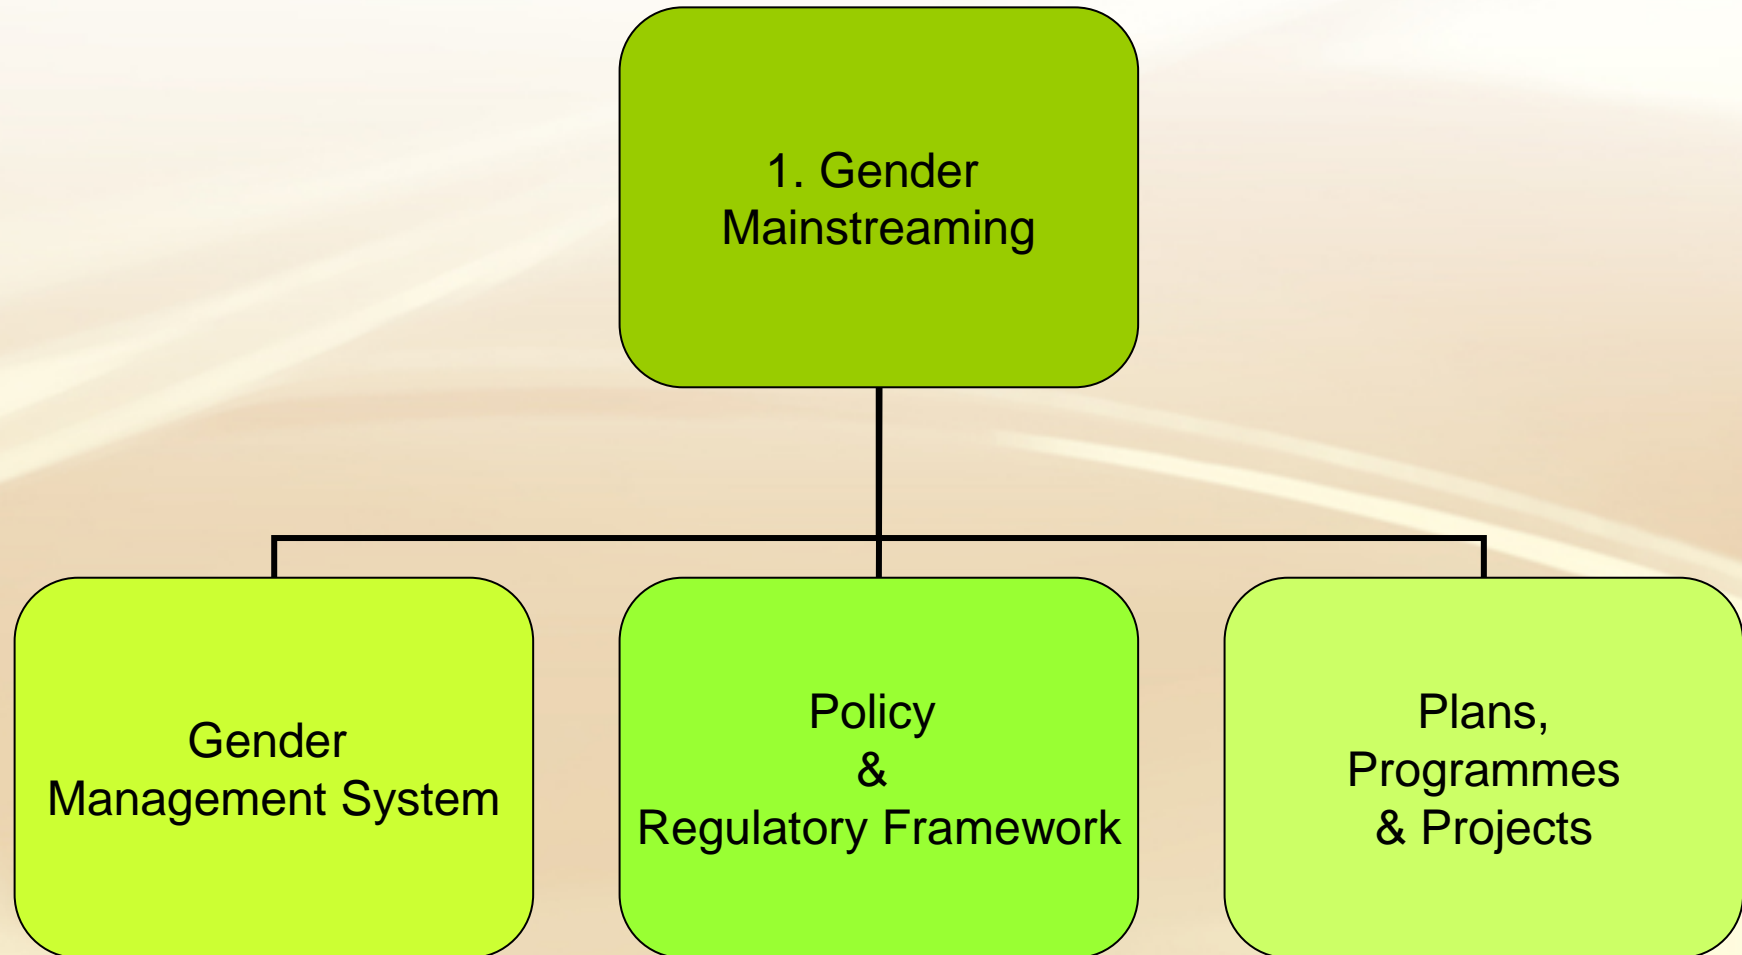 1. Gender
Mainstreaming
Gender
Management System
Policy
&
Regulatory Framework
Plans,
Programmes
& Projects